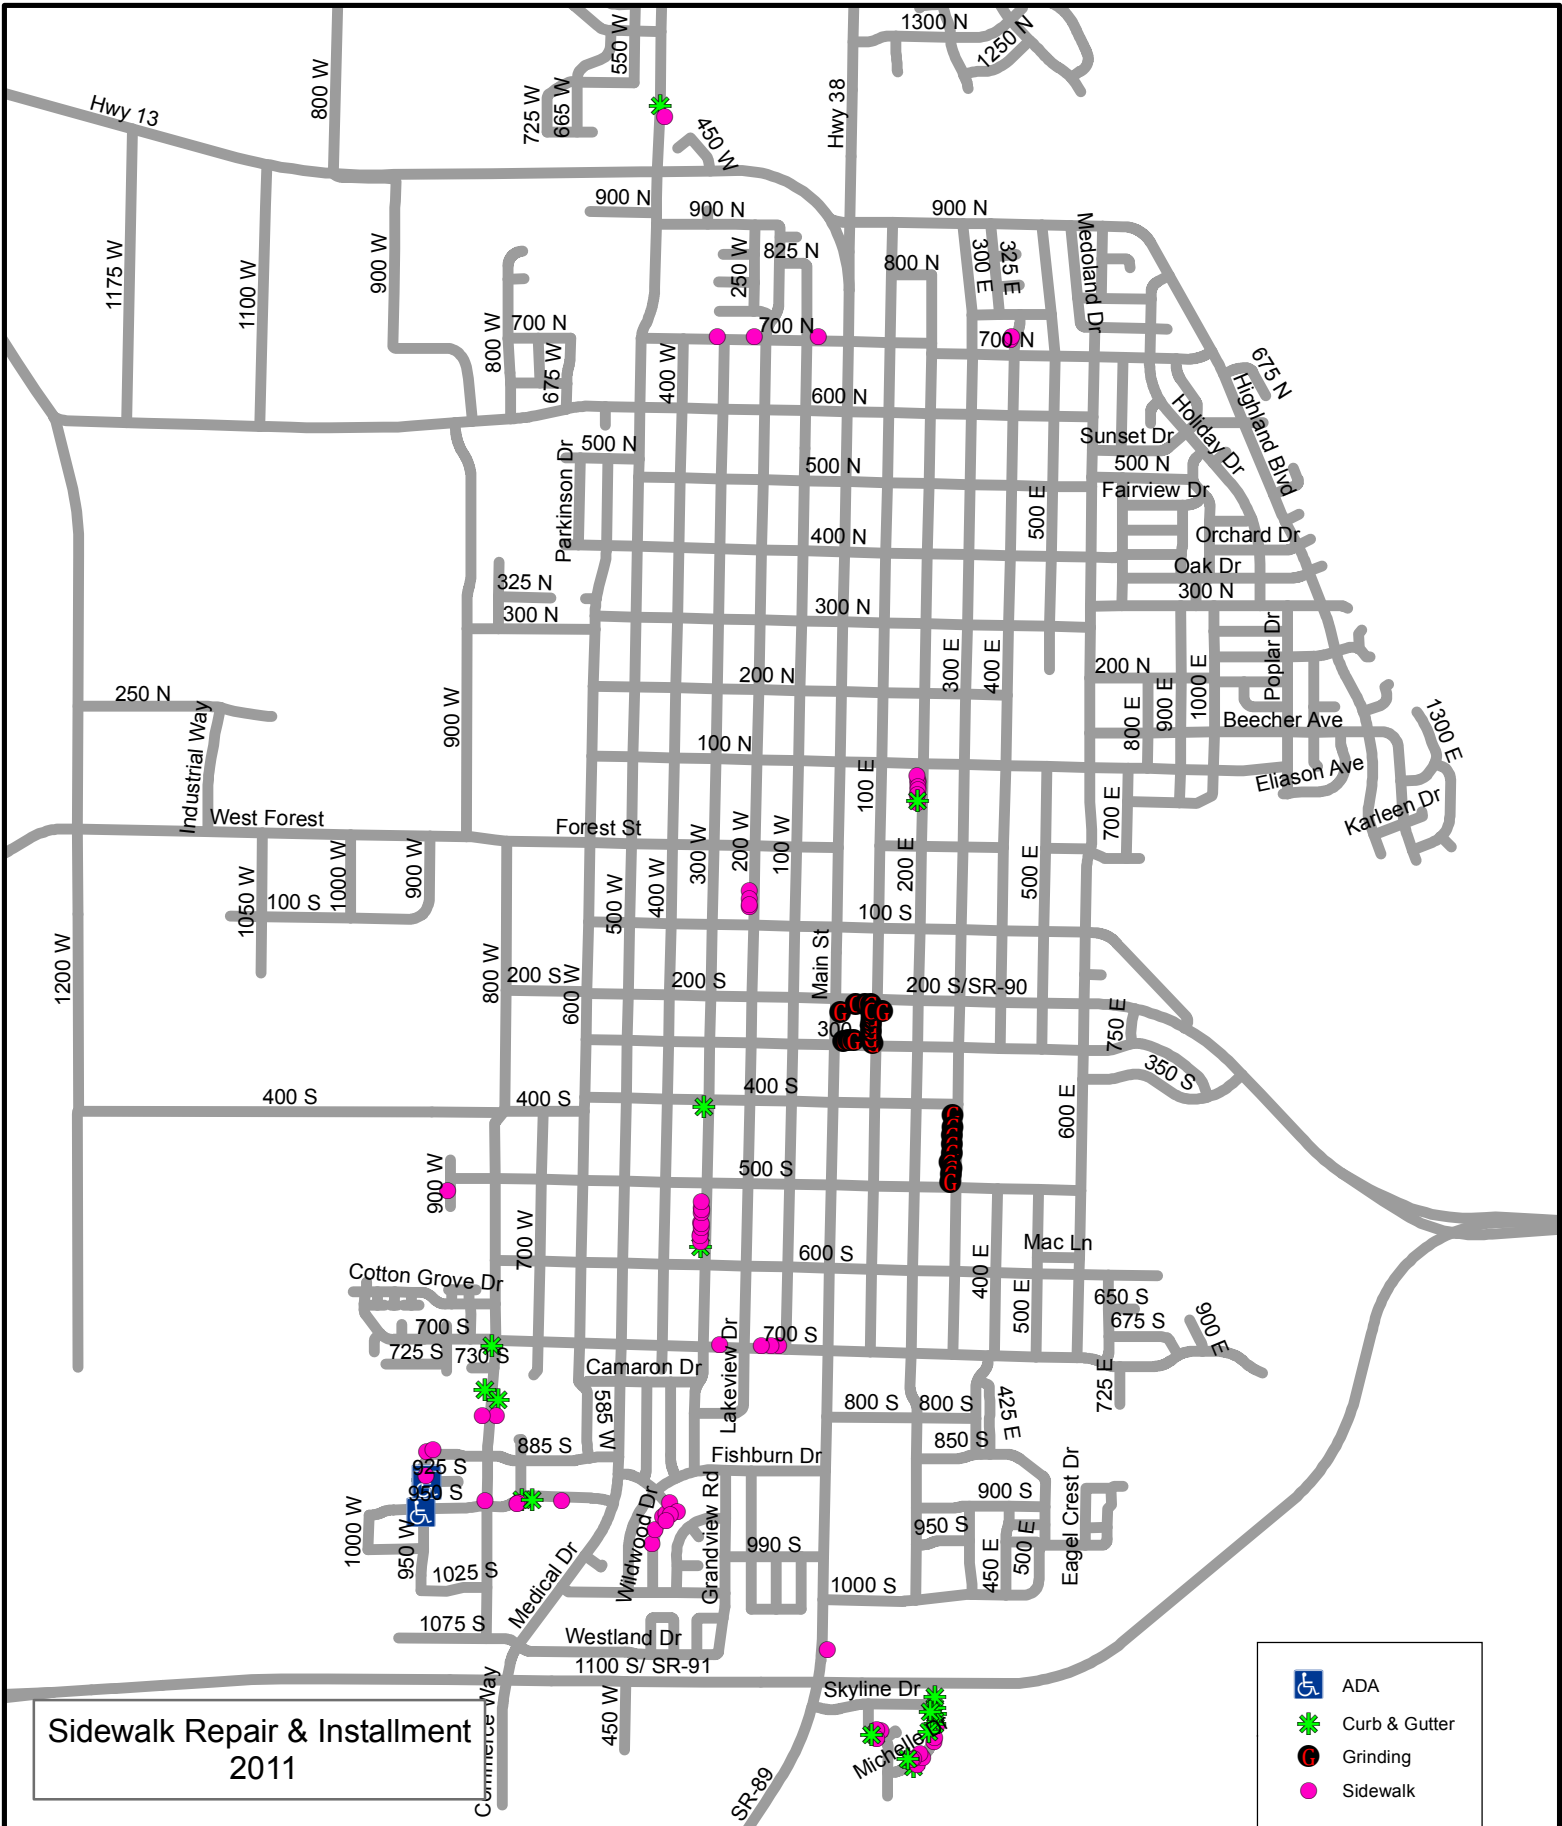 1300 N
1250 N
550 W
800 W
725 W
665 W
Hwy 38
Hwy 13
450 W
900 N
900 N
900 N
Medoland Dr
1175 W
1100 W
900 W
250 W
825 N
800 N
300 E
325 E
800 W
700 N
675 W
400 W
700 N
700 N
675 N
600 N
Highland Blvd
Holiday Dr
Sunset Dr
500 N
500 N
500 N
Parkinson Dr
Fairview Dr
500 E
400 N
Orchard Dr
Oak Dr
325 N
300 N
300 N
300 N
Poplar Dr
200 N
300 E
400 E
200 N
800 E
900 E
1000 E
250 N
Industrial Way
900 W
Beecher Ave
1300 E
100 N
100 E
Eliason Ave
Karleen Dr
700 E
West Forest
Forest St
300 W
200 W
100 W
200 E
500 E
1050 W
1000 W
900 W
100 S
500 W
400 W
100 S
1200 W
800 W
200 S
600 W
200 S
Main St
200 S/SR-90
300
750 E
350 S
400 S
400 S
400 S
600 E
900 W
500 S
700 W
600 S
Mac Ln
400 E
500 E
Cotton Grove Dr
650 S
675 S
900 E
700 S
725 S
730 S
700 S
Lakeview Dr
Camaron Dr
725 E
585 W
800 S
800 S
425 E
850 S
885 S
Fishburn Dr
925 S
950 S
Eagel Crest Dr
900 S
950 S
1000 W
950 W
Wildwood Dr
Grandview Rd
990 S
450 E
500 E
1025 S
Medical Dr
1000 S
1075 S
Westland Dr
1100 S/ SR-91
Commerce Way
450 W
Skyline Dr
Michelle Dr
SR-89
Sidewalk Repair & Installment
2011
ADA
Curb & Gutter
G Grinding
Sidewalk